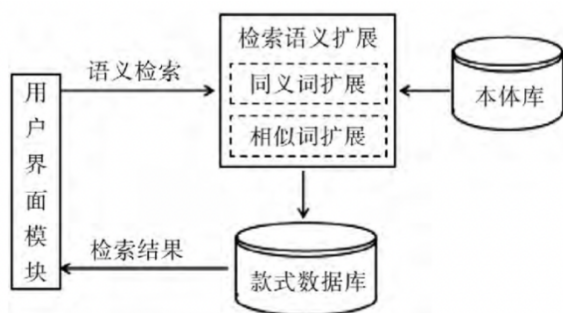 检索语义扩展
语义检索
同义词扩展
本体库
相似词扩展
用户界面模块
检索结果
款式数据库